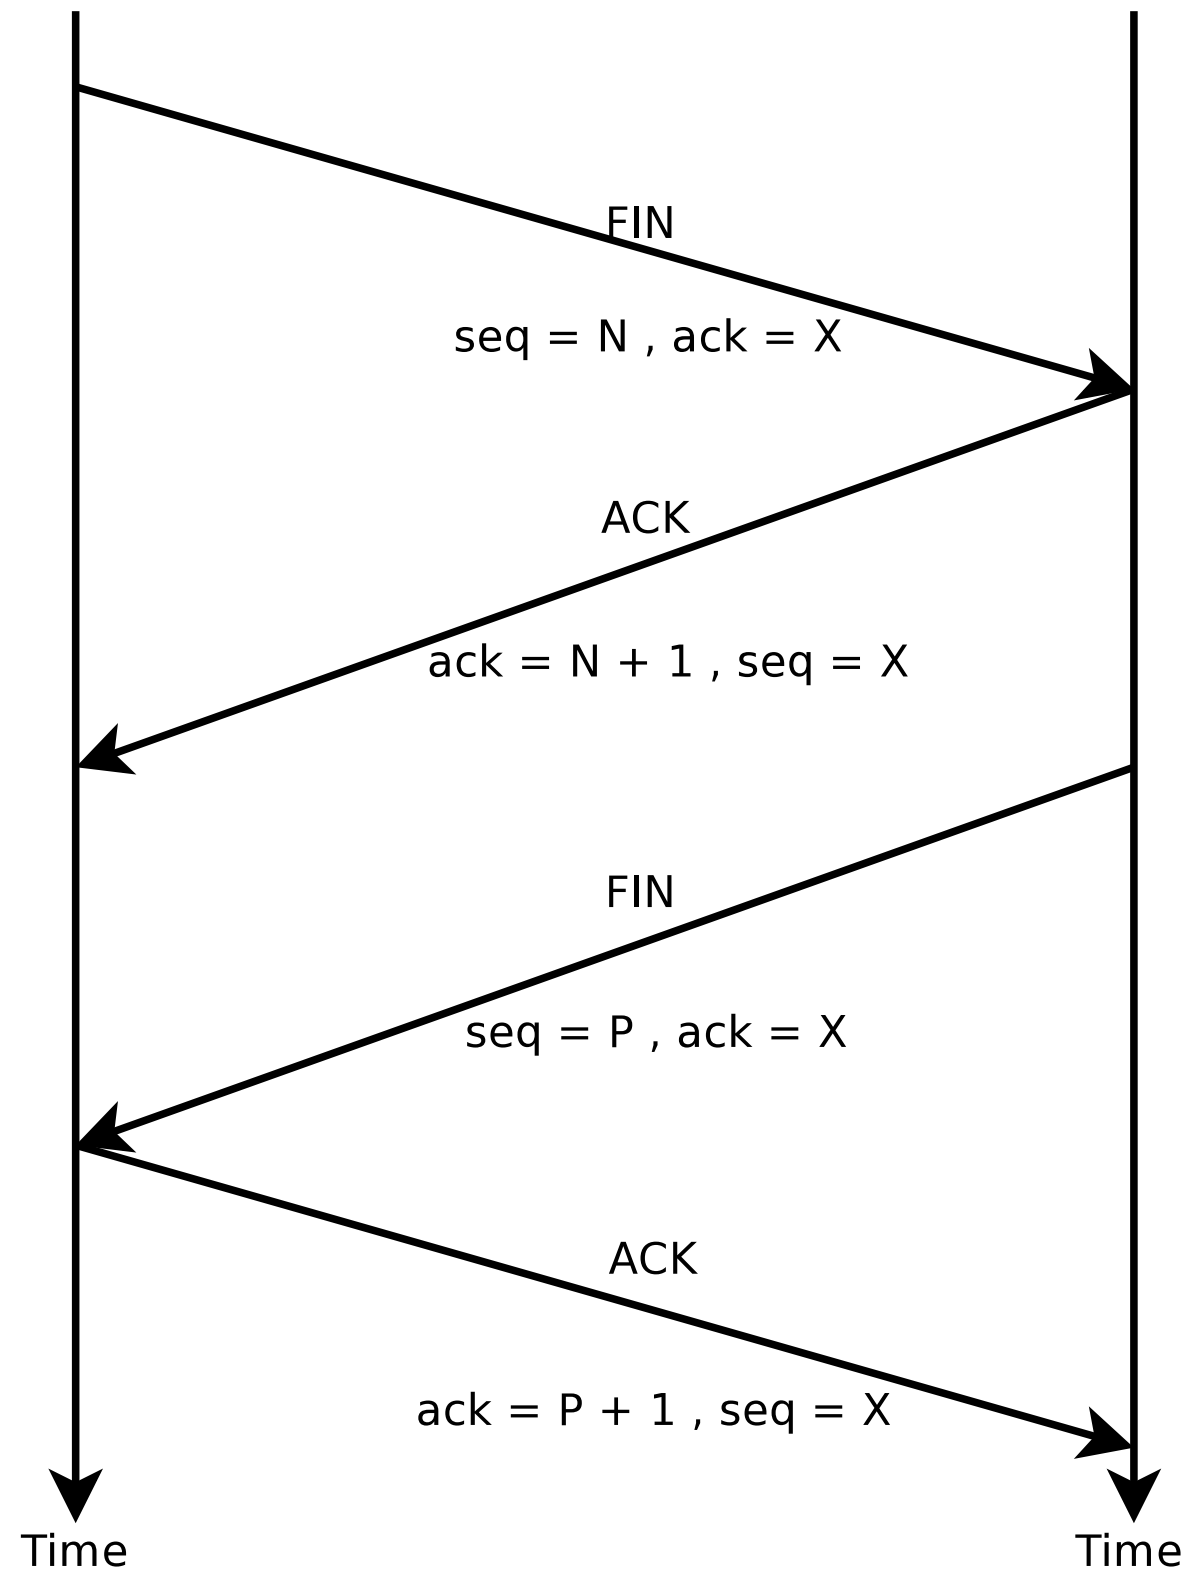 FIN
seq = N , ack = X
ACK
ack = N + 1 , seq = X
FIN
seq = P , ack = X
ACK
ack = P + 1 , seq = X
Time
Time